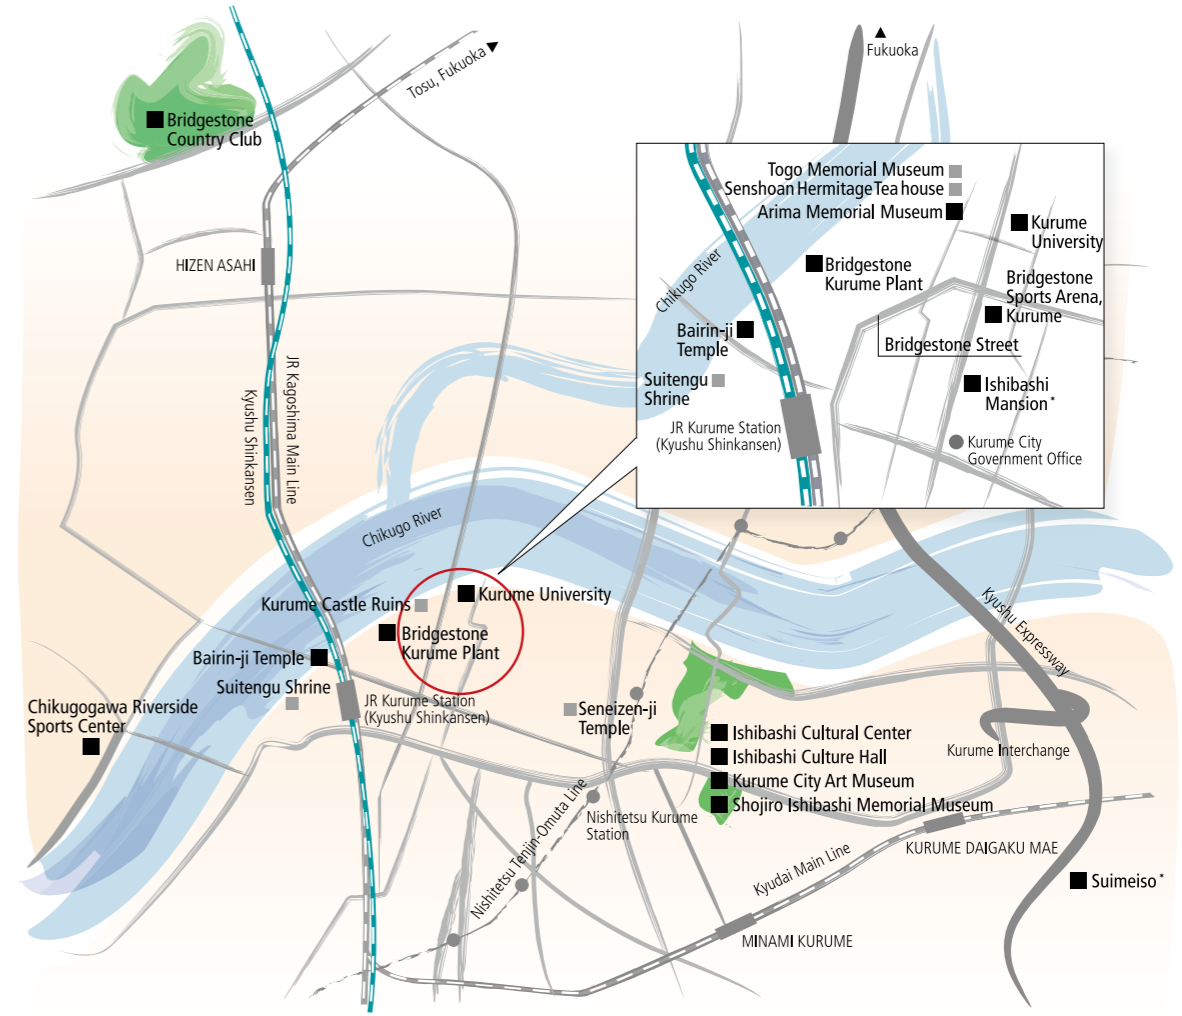 Fukuoka
Tosu, Fukuoka
Bridgestone
Country Club
HIZEN ASAHI
JR Kagoshima Main Line
Kyushu Shinkansen
Togo Memorial Museum
Senshoan Hermitage Tea house
Arima Memorial Museum
Kurume
University
Bridgestone
Kurume Plant
Bridgestone
Sports Arena,
Kurume
Chikugo River
Bairin-ji
Temple
Bridgestone Street
Suitengu
Shrine
Ishibashi
Mansion*
JR Kurume Station
(Kyushu Shinkansen)
Kurume City
Government Office
Chikugo River
Kurume University
Kurume Castle Ruins
Bridgestone
Kurume Plant
Bairin-ji Temple
Suitengu Shrine
JR Kurume Station
(Kyushu Shinkansen)
Chikugogawa Riverside
Sports Center
Seneizen-ji
Temple
Kyushu Expressway
Ishibashi Cultural Center
Ishibashi Culture Hall
Kurume City Art Museum
Shojiro Ishibashi Memorial Museum
Kurume Interchange
Nishitetsu Kurume
Station
Nishitetsu Tenjin-Omuta Line
KURUME DAIGAKU MAE
Kyudai Main Line
Suimeiso*
MINAMI KURUME